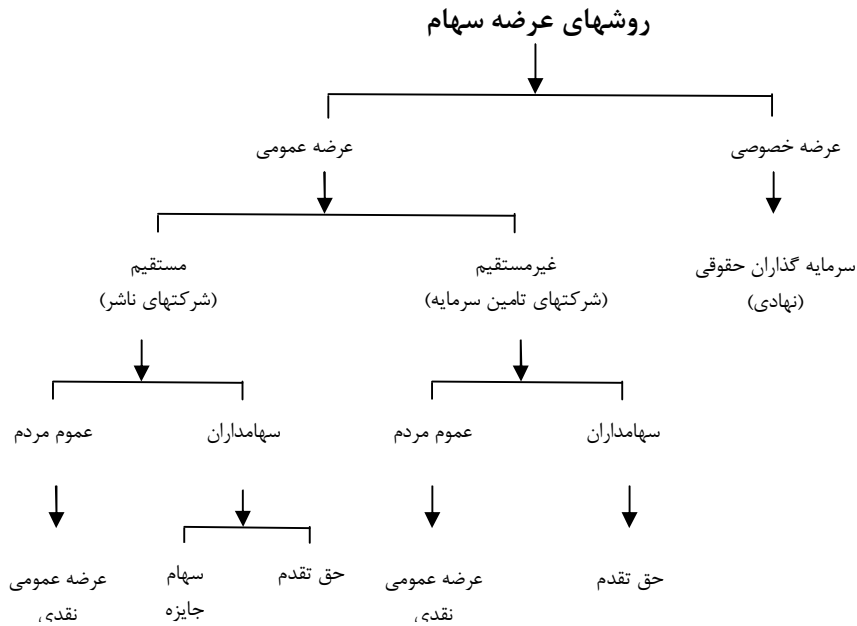 روشهای عرضه سهام
عرضه خصوصی
عرضه عمومی
سرمایه گذاران حقوقی
(نهادی)
غیرمستقیم
(شرکتهای تامین سرمایه)
مستقیم
(شرکتهای ناشر)
سهامداران
عموم مردم
سهامداران
عموم مردم
حق تقدم
عرضه عمومی
نقدی
حق تقدم
سهام
جایزه
عرضه عمومی
نقدی